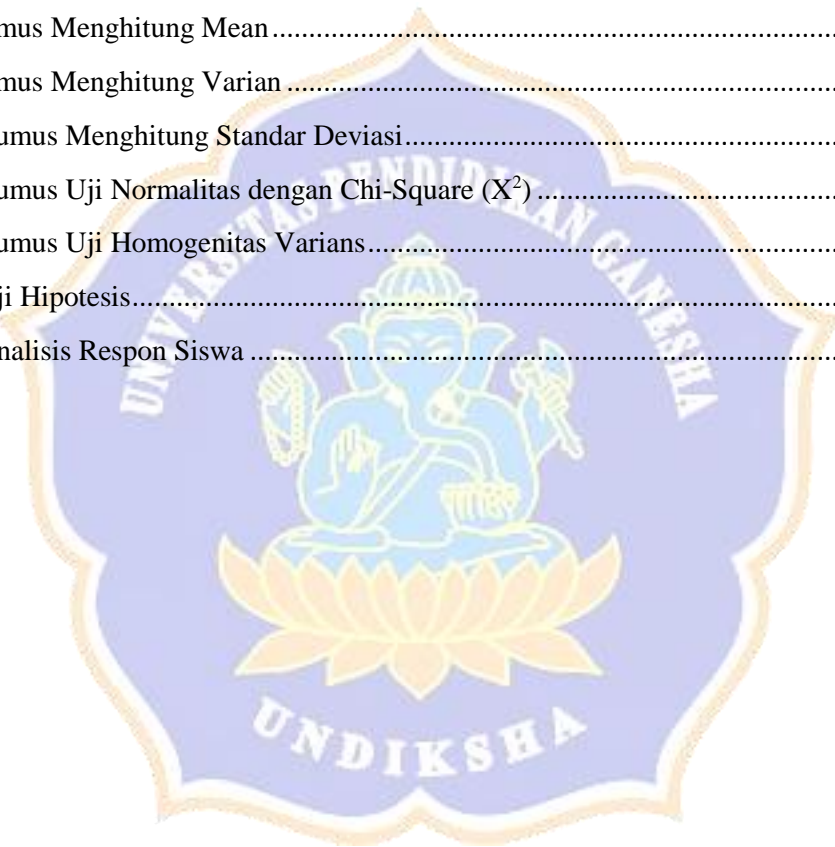 mus Menghitung Mean....................................................................................
mus Menghitung Varian..................................................................................
umus Menghitung Standar Deviasi................................................................
umus Uji Normalitas dengan Chi-Square (X²)..............................................
umus Uji Homogenitas Varians......................................................................
ji Hipotesis.....................................................................................................
nalisis Respon Siswa......................................................................................
UNIVERSITAS PENDIDIKAN GANESHA
UNDIKSHA